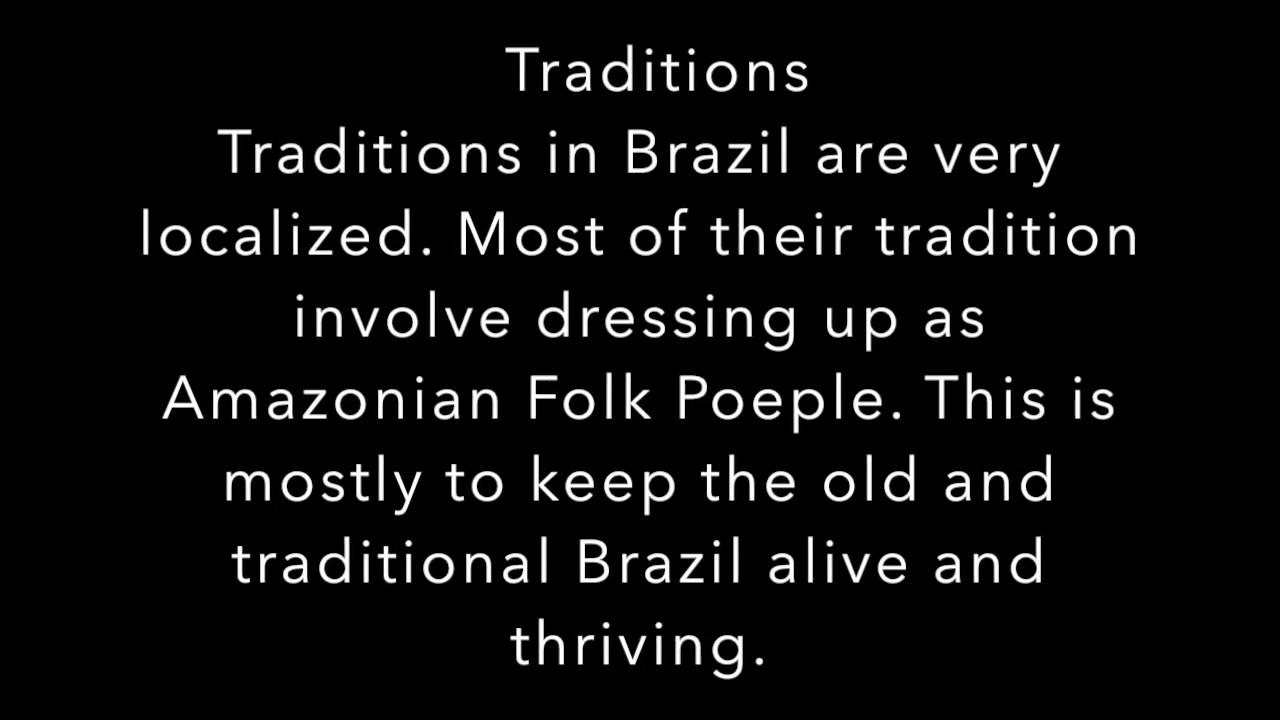 Traditions
Traditions in Brazil are very
localized. Most of their tradition
involve dressing up as
Amazonian Folk Poeple. This is
mostly to keep the old and
traditional Brazil alive and
thriving.